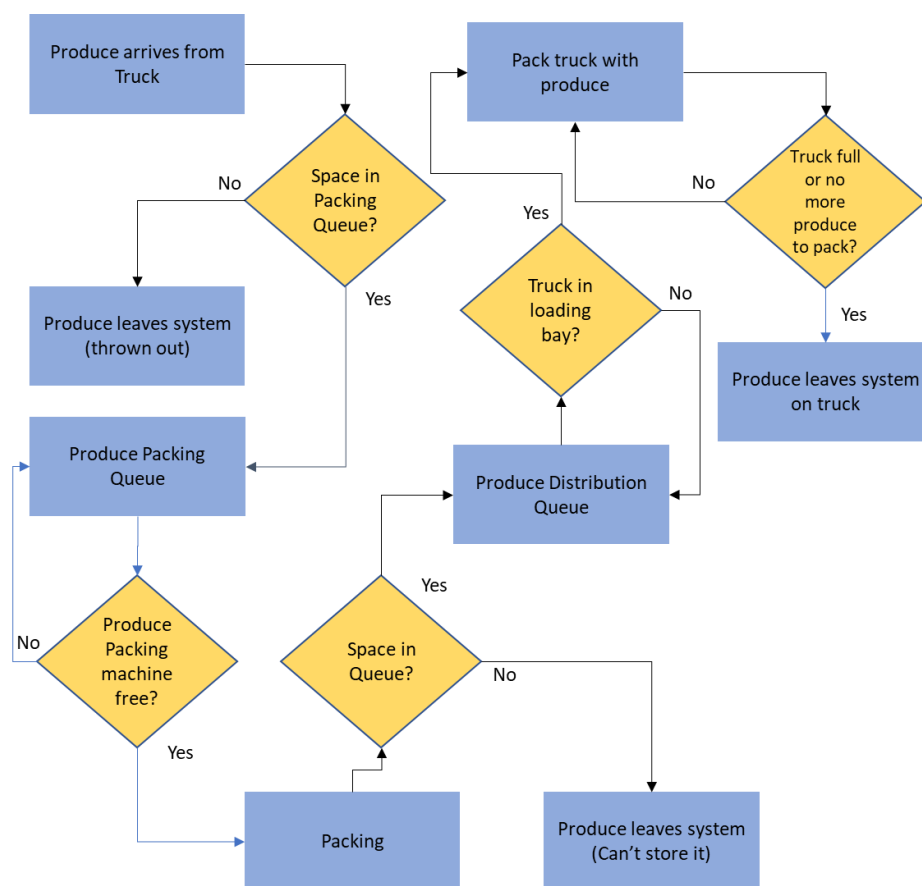 Produce arrives from
Truck
Space in
Packing
Queue?
No
Yes
Produce leaves system
(thrown out)
Produce Packing
Queue
Produce
Packing
machine
free?
No
Yes
Packing
Space in
Queue?
Yes
No
Produce leaves system
(Can't store it)
Produce Distribution
Queue
Truck in
loading
bay?
Yes
No
Pack truck with
produce
Truck full
or no
more
produce
to pack?
No
Yes
Produce leaves system
on truck